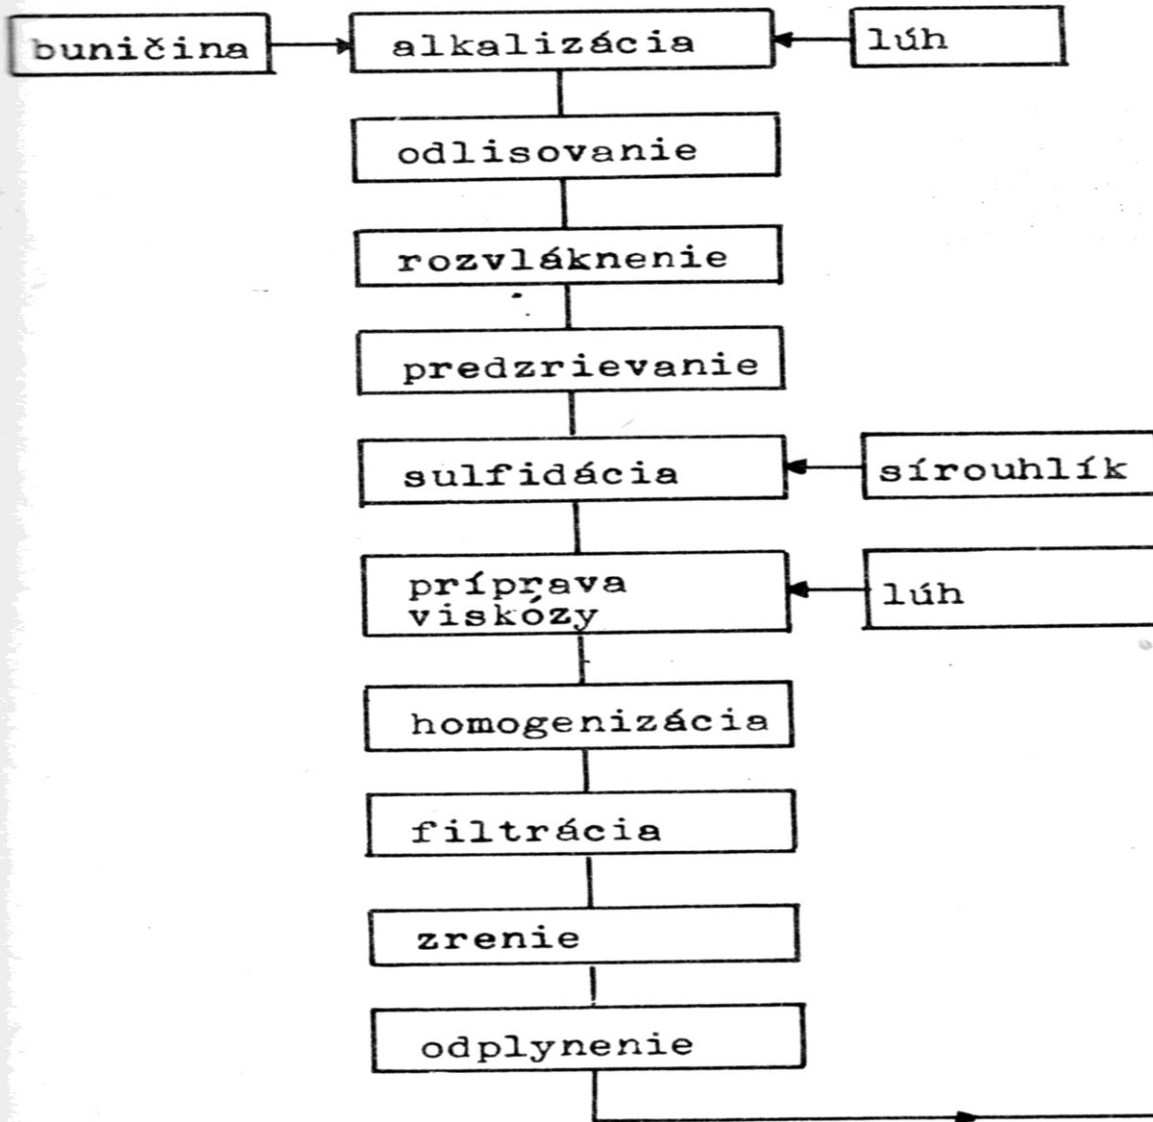 buničina
alkalizácia
lúh
odlisovanie
rozvláknenie
predzrievanie
sulfidácia
sírouhlík
príprava
viskózy
lúh
homogenizácia
filtrácia
zrenie
odplynenie